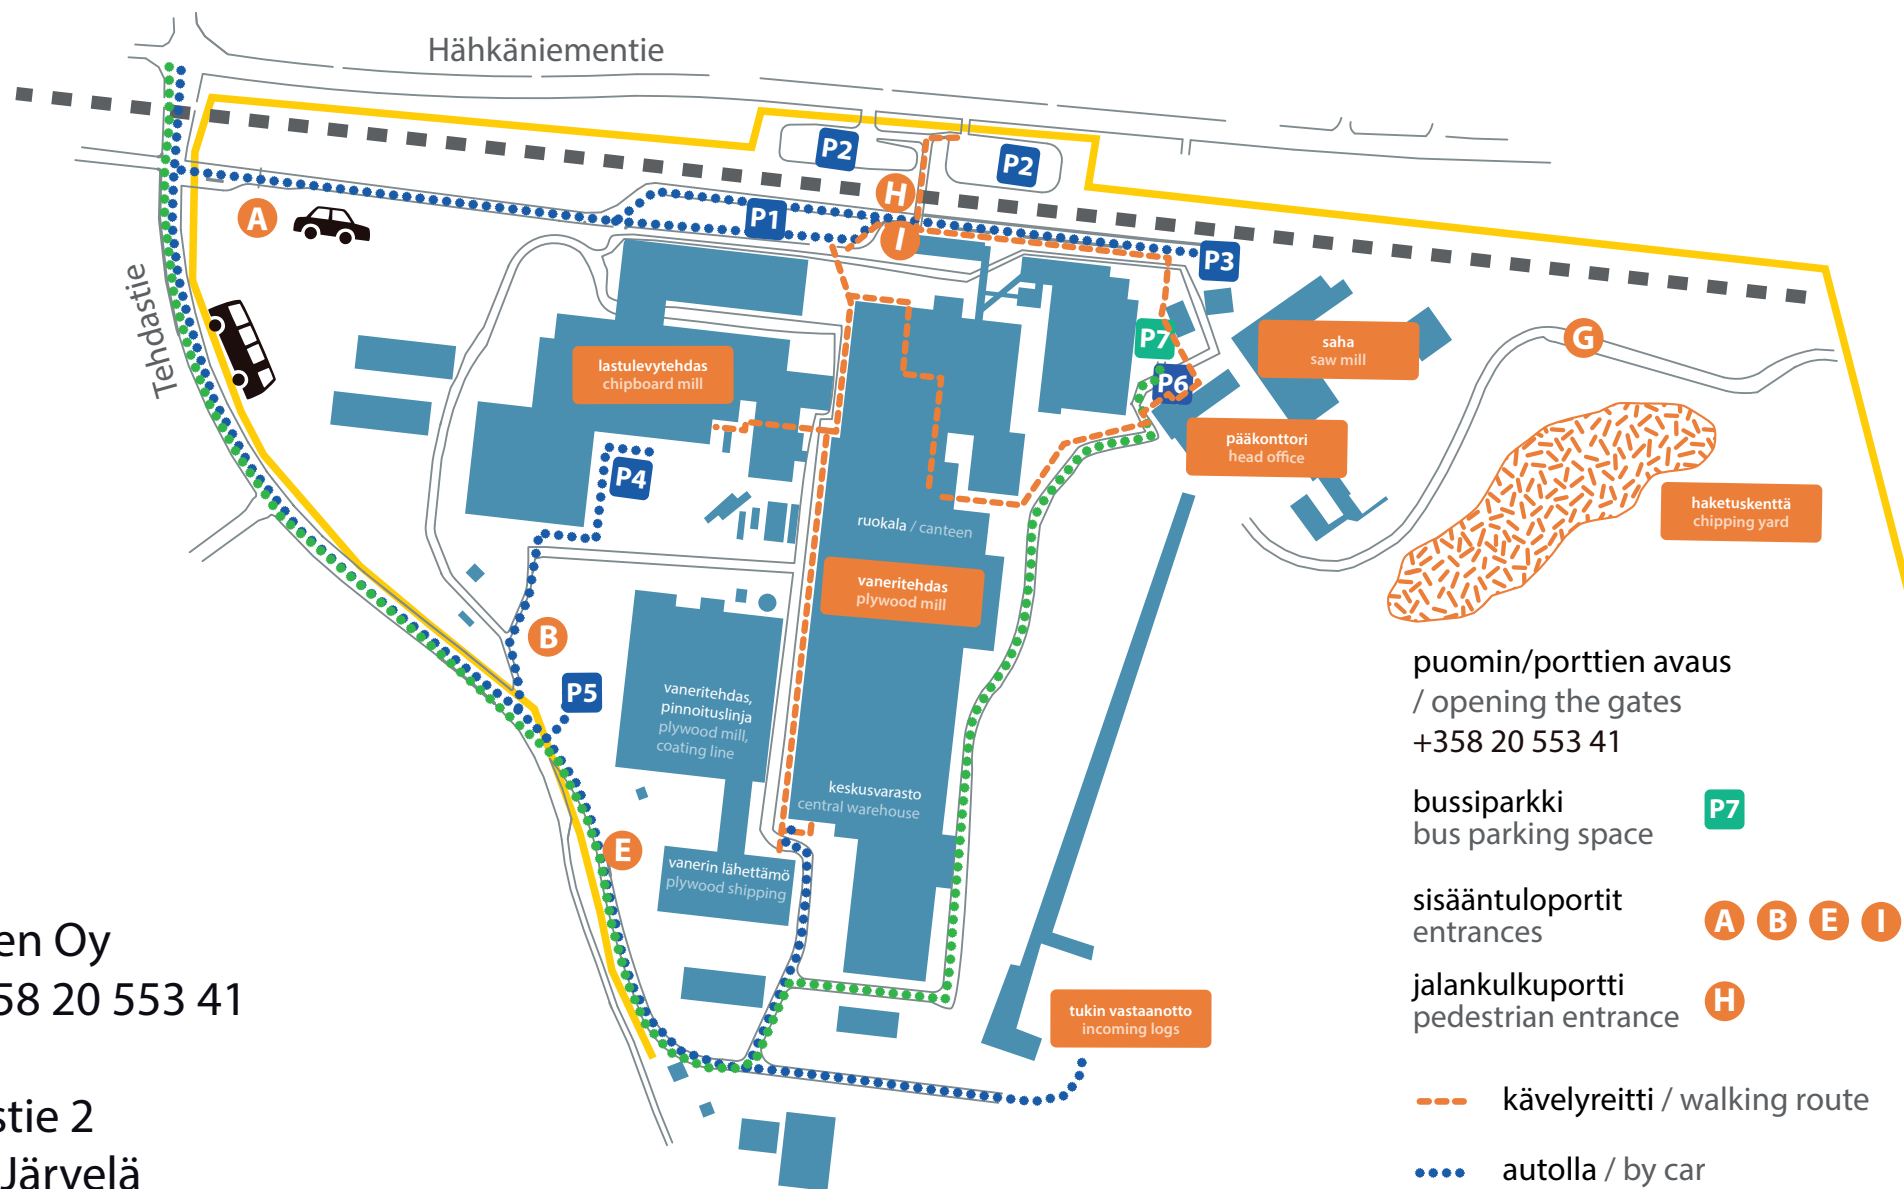 Hähkäniementie
P2
P2
H
P1
A
I
P3
Tehdastie
P7
G
saha
saw mill
lastulevytehdas
chipboard mill
P6
pääkonttori
head office
P4
haketuskenttä
chipping yard
ruokala / canteen
vaneritehdas
plywood mill
B
P5
vaneritehdas,
pinnoituslinja
plywood mill,
coating line
keskusvarasto
central warehouse
E
vanerin lähettämö
plywood shipping
tukin vastaanotto
incoming logs
puomin/porttien avaus
/ opening the gates
+358 20 553 41
bussiparkki
bus parking space
P7
sisääntuloportit
entrances
A B E I
jalankulkuportti
pedestrian entrance
H
kävelyreitti / walking route
autolla / by car
en Oy
58 20 553 41
stie 2
Järvelä